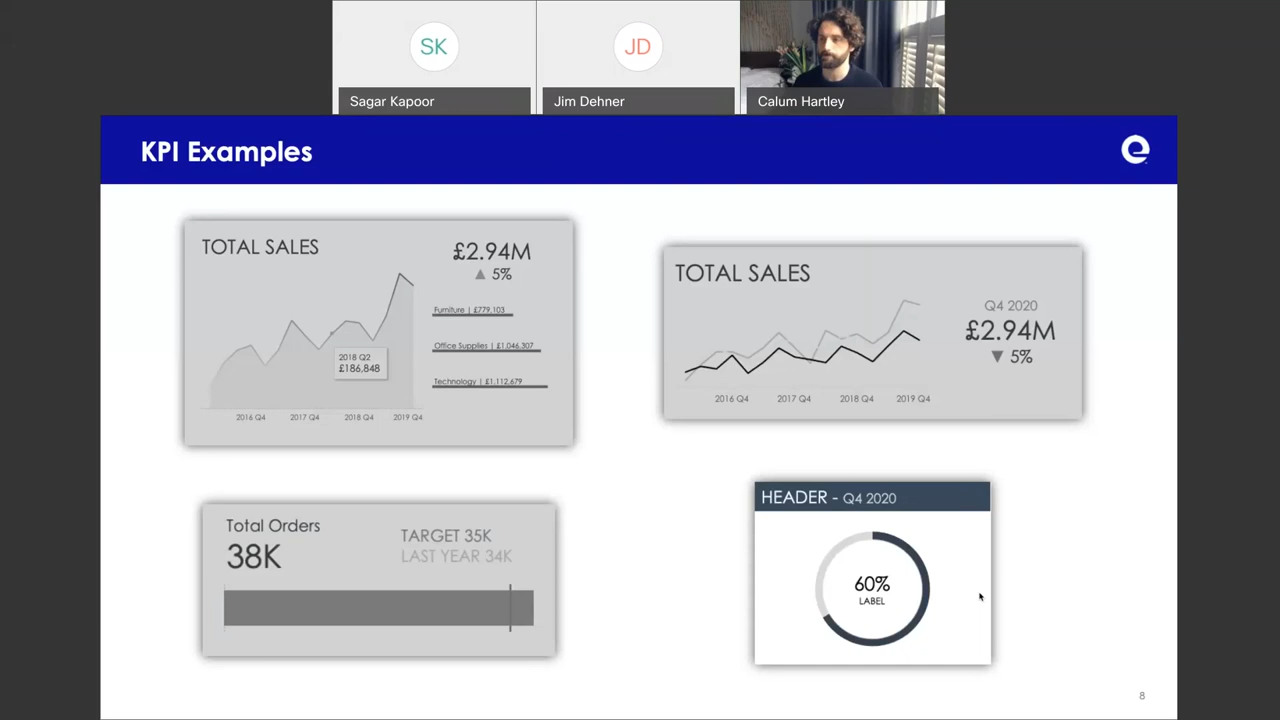 SK
JD
Sagar Kapoor
Jim Dehner
Calum Hartley
KPI Examples
TOTAL SALES
£2.94M
▲ 5%
Furniture | £779,103
Office Supplies | £1,046,307
Technology | £1,112,679
2018 Q2
£186,848
2016 Q4 2017 Q4 2018 Q4 2019 Q4
TOTAL SALES
Q4 2020
£2.94M
▼ 5%
2016 Q4 2017 Q4 2018 Q4 2019 Q4
Total Orders
38K
TARGET 35K
LAST YEAR 34K
HEADER - Q4 2020
60%
LABEL
8